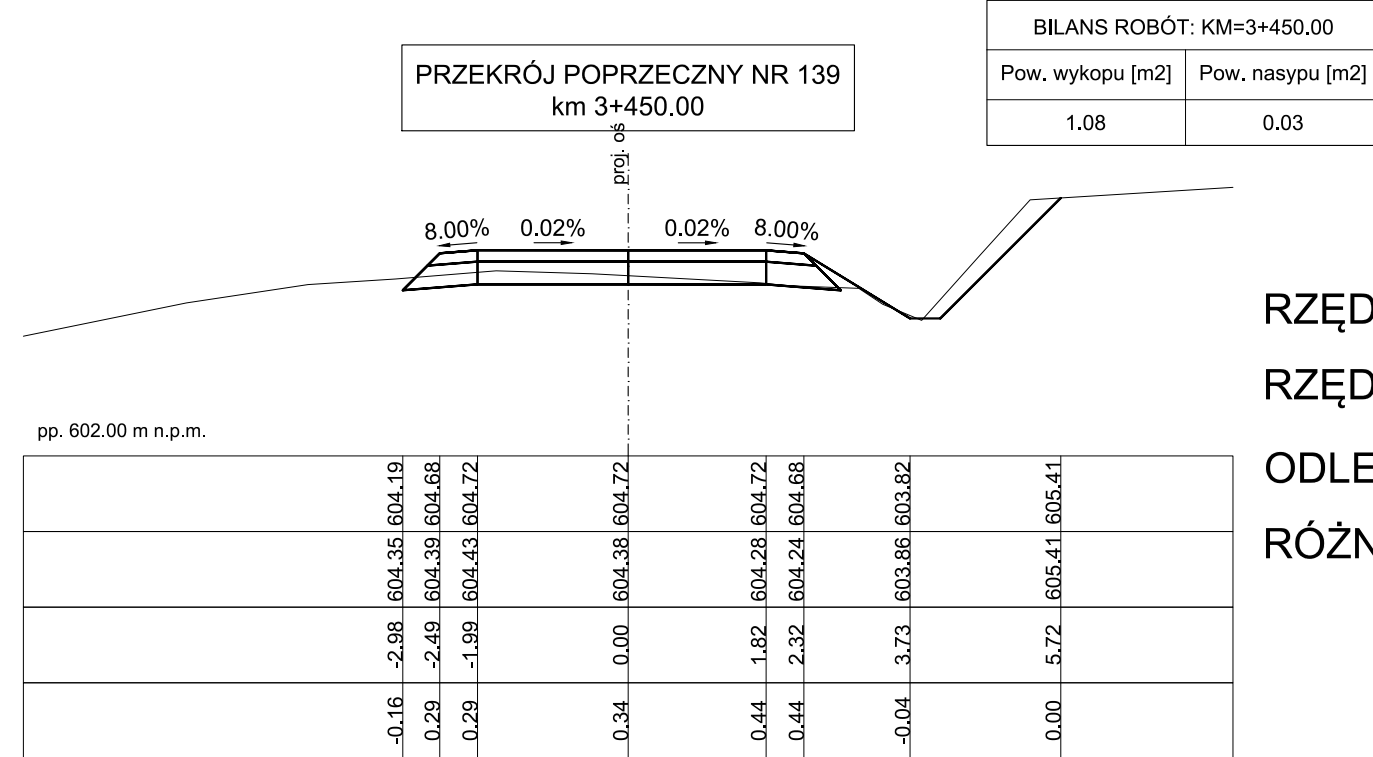 BILANS ROBÓT: KM=3+450.00
Pow. wykopu [m2] Pow. nasypu [m2]
1.08 0.03
PRZEKRÓJ POPRZECZNY NR 139
km 3+450.00
proj. oś
8.00% 0.02% 0.02% 8.00%
pp. 602.00 m n.p.m.
604.19 604.68 604.72 604.72 604.72 604.68 603.82 605.41
RZĘD
604.35 604.39 604.43 604.38 604.28 604.24 603.86 605.41
RZĘD
-2.98 -2.49 -1.99 0.00 1.82 2.32 3.73 5.72
ODLE
-0.16 0.29 0.29 0.34 0.44 0.44 -0.04 0.00
RÓŻN